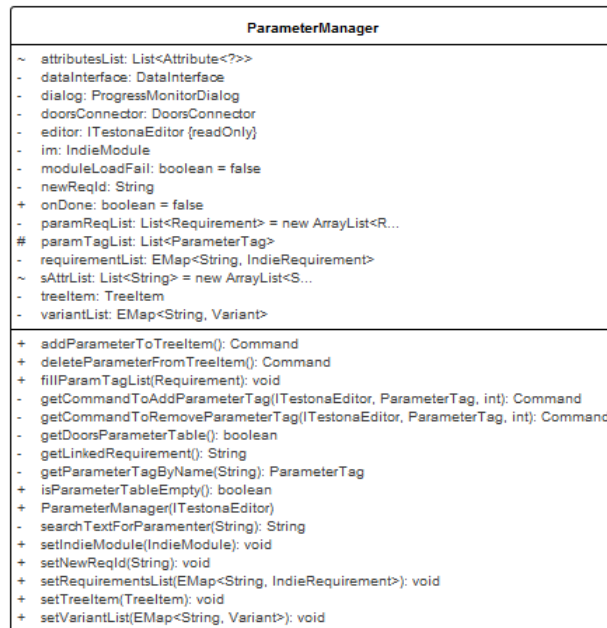 ParameterManager
~ attributesList: List<Attribute<?>>
- dataInterface: DataInterface
- dialog: ProgressMonitorDialog
- doorsConnector: DoorsConnector
- editor: ITestonaEditor {readOnly}
- im: IndieModule
- moduleLoadFail: boolean = false
- newReqId: String
+ onDone: boolean = false
- paramReqList: List<Requirement> = new ArrayList<R...
# paramTagList: List<ParameterTag>
- requirementList: EMap<String, IndieRequirement>
~ sAttrList: List<String> = new ArrayList<S...
- treeItem: TreeItem
- variantList: EMap<String, Variant>
+ addParameterToTreeItem(): Command
+ deleteParameterFromTreeItem(): Command
+ fillParamTagList(Requirement): void
- getCommandToAddParameterTag(ITestonaEditor, ParameterTag, int): Command
- getCommandToRemoveParameterTag(ITestonaEditor, ParameterTag, int): Command
- getDoorsParameterTable(): boolean
- getLinkedRequirement(): String
- getParameterTagByName(String): ParameterTag
+ isParameterTableEmpty(): boolean
+ ParameterManager(ITestonaEditor)
- searchTextForParamenter(String): String
+ setIndieModule(IndieModule): void
+ setNewReqId(String): void
+ setRequirementsList(EMap<String, IndieRequirement>): void
+ setTreeItem(TreeItem): void
+ setVariantList(EMap<String, Variant>): void